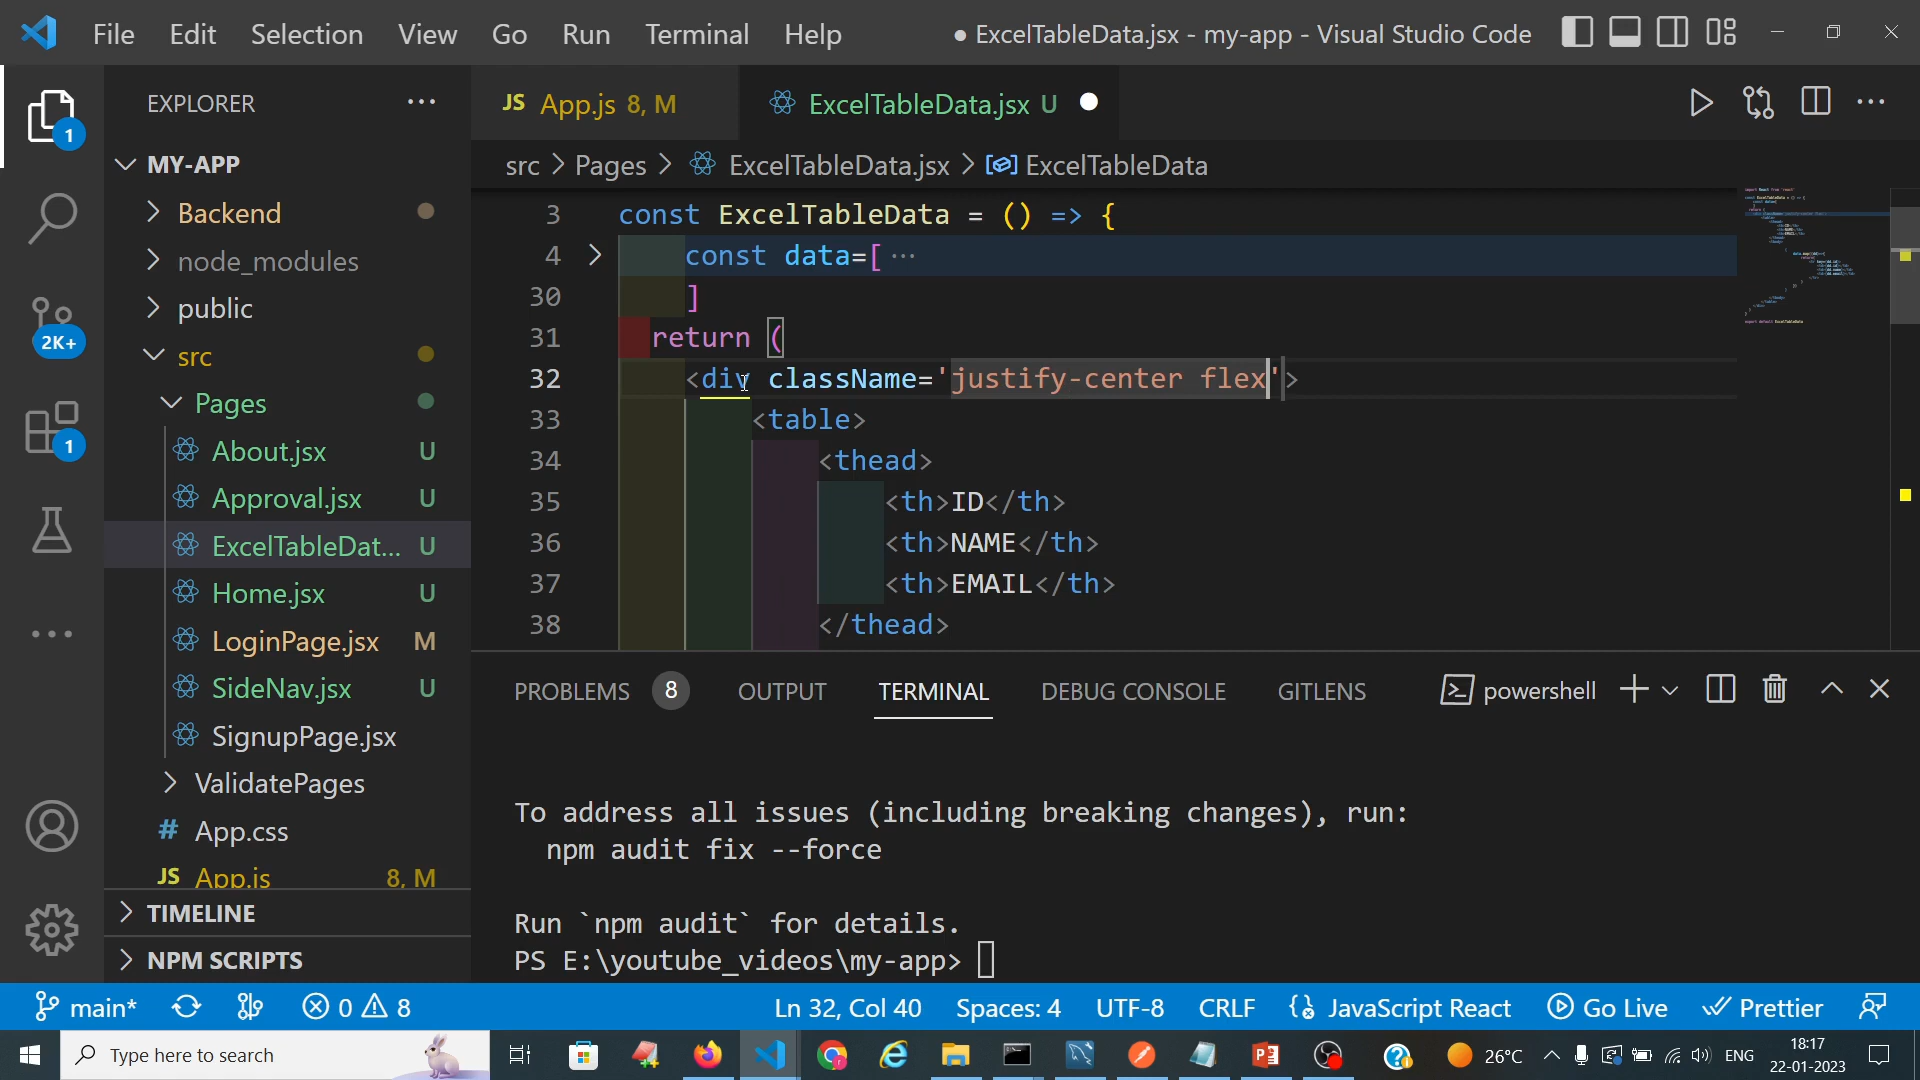 File Edit Selection View Go Run Terminal Help
● ExcelTableData.jsx - my-app - Visual Studio Code
EXPLORER ...
MY-APP
Backend
node_modules
public
src
Pages
About.jsx U
Approval.jsx U
ExcelTableDat... U
Home.jsx U
LoginPage.jsx M
SideNav.jsx U
SignupPage.jsx
ValidatePages
# App.css
JS App.js 8, M
TIMELINE
NPM SCRIPTS
1
2K+
1
JS App.js 8, M
ExcelTableData.jsx U
src > Pages > ExcelTableData.jsx > ExcelTableData
3 const ExcelTableData = () => {
4 const data=[ ...
30 ]
31 return (
32 <div className='justify-center flex'>
33 <table>
34 <thead>
35 <th>ID</th>
36 <th>NAME</th>
37 <th>EMAIL</th>
38 </thead>
PROBLEMS 8 OUTPUT TERMINAL DEBUG CONSOLE GITLENS powershell
To address all issues (including breaking changes), run:
npm audit fix --force
Run `npm audit` for details.
PS E:\youtube_videos\my-app>
main* 0 8 Ln 32, Col 40 Spaces: 4 UTF-8 CRLF JavaScript React Go Live Prettier
Type here to search
26°C ENG
18:17
22-01-2023